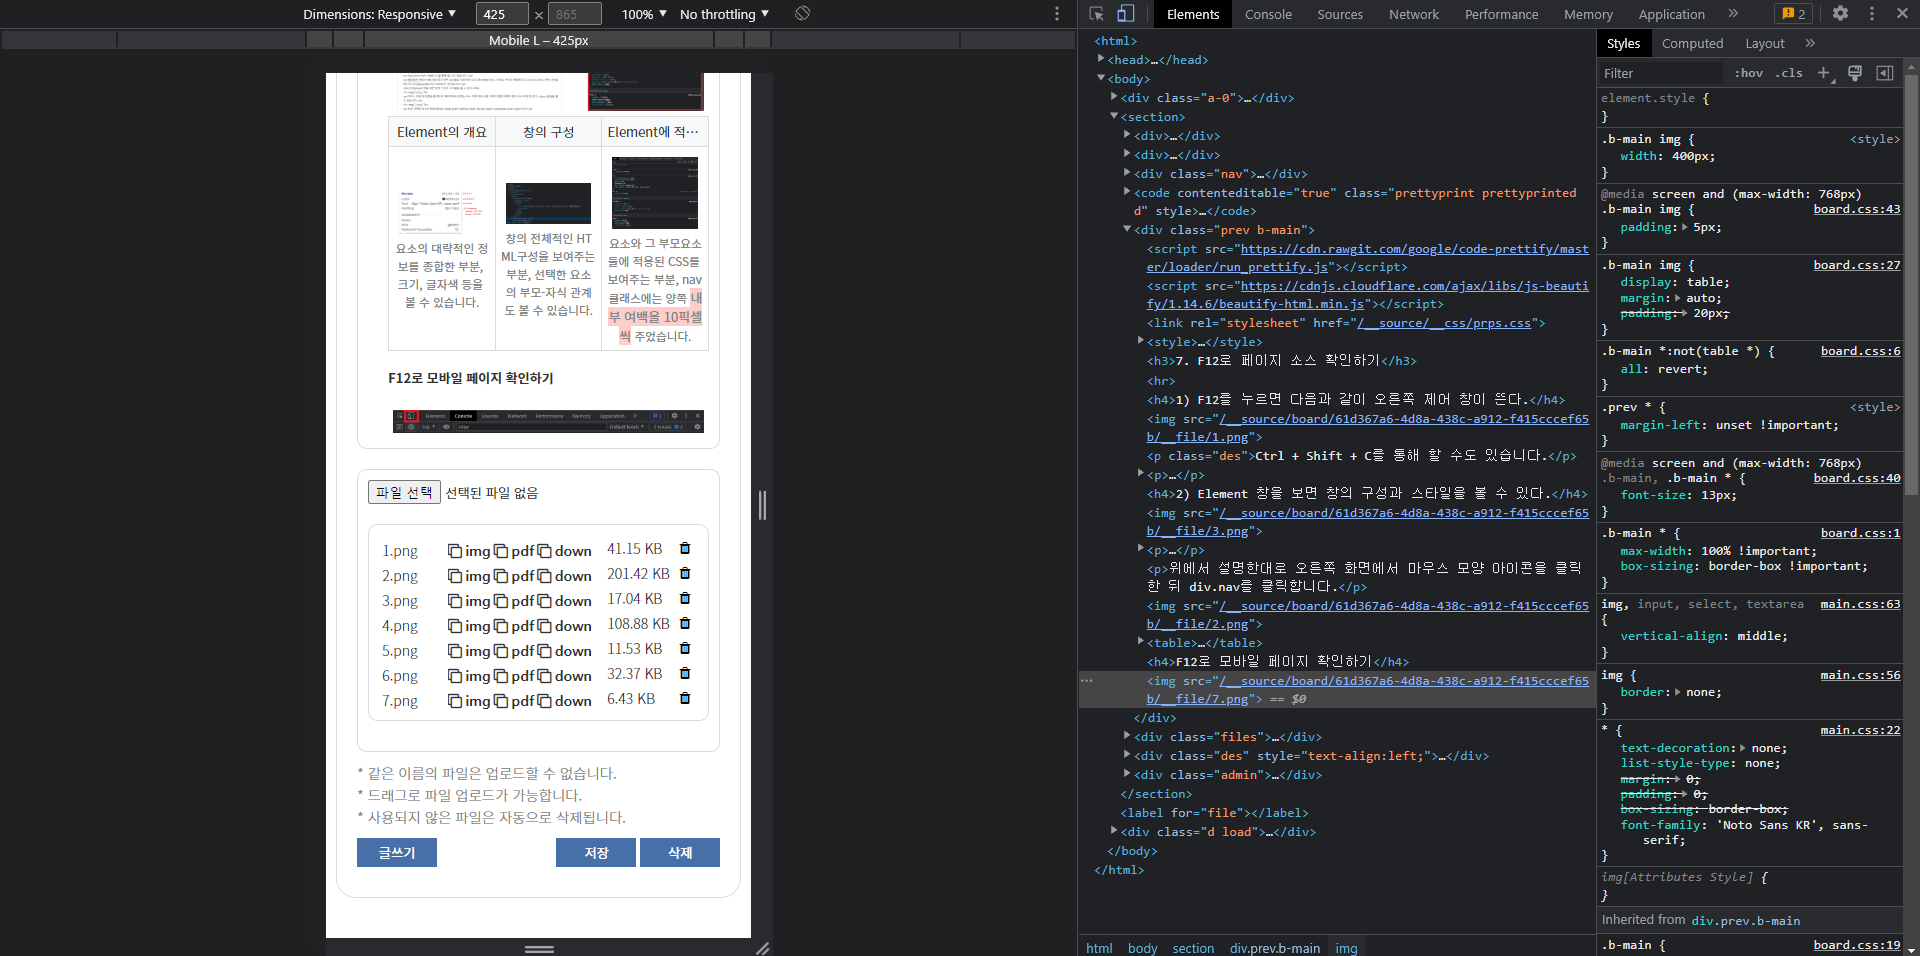 Dimensions: Responsive ▼ 425 × 865 100% ▼ No throttling ▼
Mobile L – 425px
Element의 개요 창의 구성 Element에 적···
요소의 대략적인 정
보를 종합한 부분,
크기, 글자색 등을
볼 수 있습니다.
창의 전체적인 HT
ML구성을 보여주는
부분, 선택한 요소
의 부모-자식 관계
도 볼 수 있습니다.
요소와 그 부모요소
들에 적용된 CSS를
보여주는 부분, nav
클래스에는 양쪽 내
부 여백을 10픽셀
씩 주었습니다.
F12로 모바일 페이지 확인하기
파일 선택 선택된 파일 없음
1.png img pdf down 41.15 KB
2.png img pdf down 201.42 KB
3.png img pdf down 17.04 KB
4.png img pdf down 108.88 KB
5.png img pdf down 11.53 KB
6.png img pdf down 32.37 KB
7.png img pdf down 6.43 KB
* 같은 이름의 파일은 업로드할 수 없습니다.
* 드래그로 파일 업로드가 가능합니다.
* 사용되지 않은 파일은 자동으로 삭제됩니다.
글쓰기 저장 삭제
Elements Console Sources Network Performance Memory Application » 2
<html>
<head>…</head>
<body>
<div class="a-0">…</div>
<section>
<div>…</div>
<div>…</div>
<div class="nav">…</div>
<code contenteditable="true" class="prettyprint prettyprinte
d" style>…</code>
<div class="prev b-main">
<script src="https://cdn.rawgit.com/google/code-prettify/mast
er/loader/run_prettify.js"></script>
<script src="https://cdnjs.cloudflare.com/ajax/libs/js-beauti
fy/1.14.6/beautify-html.min.js"></script>
<link rel="stylesheet" href="/__source/__css/prps.css">
<style>…</style>
<h3>7. F12로 페이지 소스 확인하기</h3>
<hr>
<h4>1) F12를 누르면 다음과 같이 오른쪽 제어 창이 뜬다.</h4>
<img src="/__source/board/61d367a6-4d8a-438c-a912-f415cccef65
b/__file/1.png">
<p class="des">Ctrl + Shift + C를 통해 할 수도 있습니다.</p>
<p>…</p>
<h4>2) Element 창을 보면 창의 구성과 스타일을 볼 수 있다.</h4>
<img src="/__source/board/61d367a6-4d8a-438c-a912-f415cccef65
b/__file/3.png">
<p>…</p>
<p>위에서 설명한대로 오른쪽 화면에서 마우스 모양 아이콘을 클릭
한 뒤 div.nav를 클릭합니다.</p>
<img src="/__source/board/61d367a6-4d8a-438c-a912-f415cccef65
b/__file/2.png">
<table>…</table>
<h4>F12로 모바일 페이지 확인하기</h4>
<img src="/__source/board/61d367a6-4d8a-438c-a912-f415cccef65
b/__file/7.png"> == $0
</div>
<div class="files">…</div>
<div class="des" style="text-align:left;">…</div>
<div class="admin">…</div>
</section>
<label for="file"></label>
<div class="d load">…</div>
</body>
</html>
html body section div.prev.b-main img
Styles Computed Layout »
Filter :hov .cls +
element.style {
}
.b-main img { <style>
width: 400px;
}
@media screen and (max-width: 768px)
.b-main img { board.css:43
padding: 5px;
}
.b-main img { board.css:27
display: table;
margin: auto;
padding: 20px;
}
.b-main *:not(table *) { board.css:6
all: revert;
}
.prev * { <style>
margin-left: unset !important;
}
@media screen and (max-width: 768px)
.b-main, .b-main * { board.css:40
font-size: 13px;
}
.b-main * { board.css:1
max-width: 100% !important;
box-sizing: border-box !important;
}
img, input, select, textarea main.css:63
{
vertical-align: middle;
}
img { main.css:56
border: none;
}
* { main.css:22
text-decoration: none;
list-style-type: none;
margin: 0;
padding: 0;
box-sizing: border-box;
font-family: 'Noto Sans KR', sans-
serif;
}
img[Attributes Style] {
}
Inherited from div.prev.b-main
.b-main { board.css:19